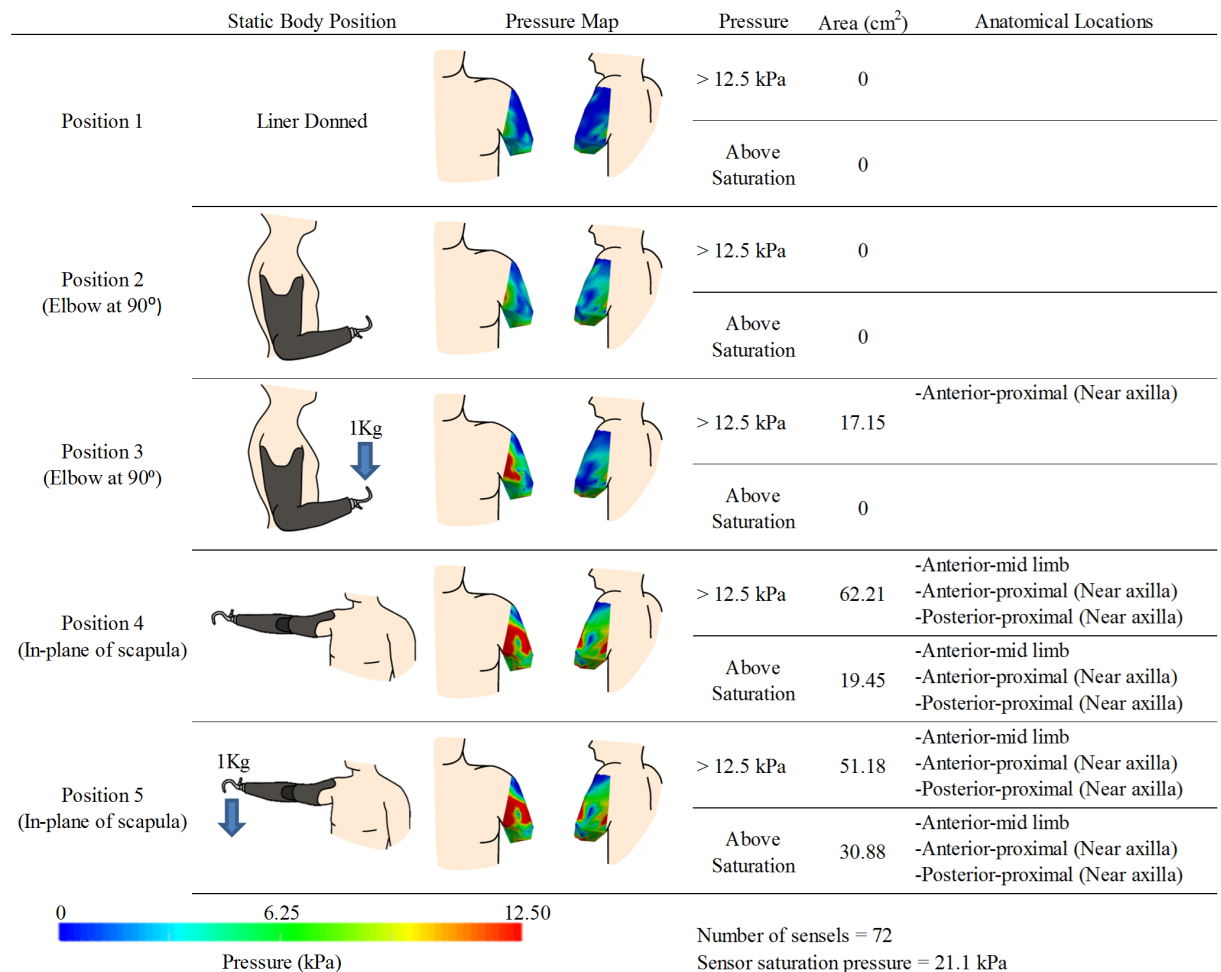 Static Body Position Pressure Map Pressure Area (cm²) Anatomical Locations
Position 1
Liner Donned
> 12.5 kPa
0
Above
Saturation
0
Position 2
(Elbow at 90⁰)
> 12.5 kPa
0
Above
Saturation
0
Position 3
(Elbow at 90⁰)
1Kg
> 12.5 kPa
17.15
-Anterior-proximal (Near axilla)
Above
Saturation
0
Position 4
(In-plane of scapula)
> 12.5 kPa
62.21
-Anterior-mid limb
-Anterior-proximal (Near axilla)
-Posterior-proximal (Near axilla)
Above
Saturation
19.45
-Anterior-mid limb
-Anterior-proximal (Near axilla)
-Posterior-proximal (Near axilla)
Position 5
(In-plane of scapula)
1Kg
> 12.5 kPa
51.18
-Anterior-mid limb
-Anterior-proximal (Near axilla)
-Posterior-proximal (Near axilla)
Above
Saturation
30.88
-Anterior-mid limb
-Anterior-proximal (Near axilla)
-Posterior-proximal (Near axilla)
0 6.25 12.50
Pressure (kPa)
Number of sensels = 72
Sensor saturation pressure = 21.1 kPa